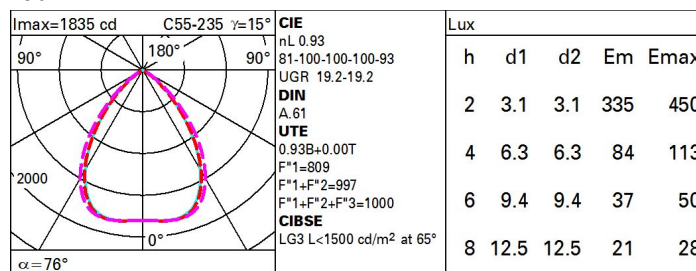 Imax=1835 cd C55-235 γ=15°
90° 180° 90°
2000
0°
α=76°
CIE
nL 0.93
81-100-100-100-93
UGR 19.2-19.2
DIN
A.61
UTE
0.93B+0.00T
F"1=809
F"1+F"2=997
F"1+F"2+F"3=1000
CIBSE
LG3 L<1500 cd/m² at 65°
Lux
h d1 d2 Em Emax
2 3.1 3.1 335 450
4 6.3 6.3 84 113
6 9.4 9.4 37 50
8 12.5 12.5 21 28